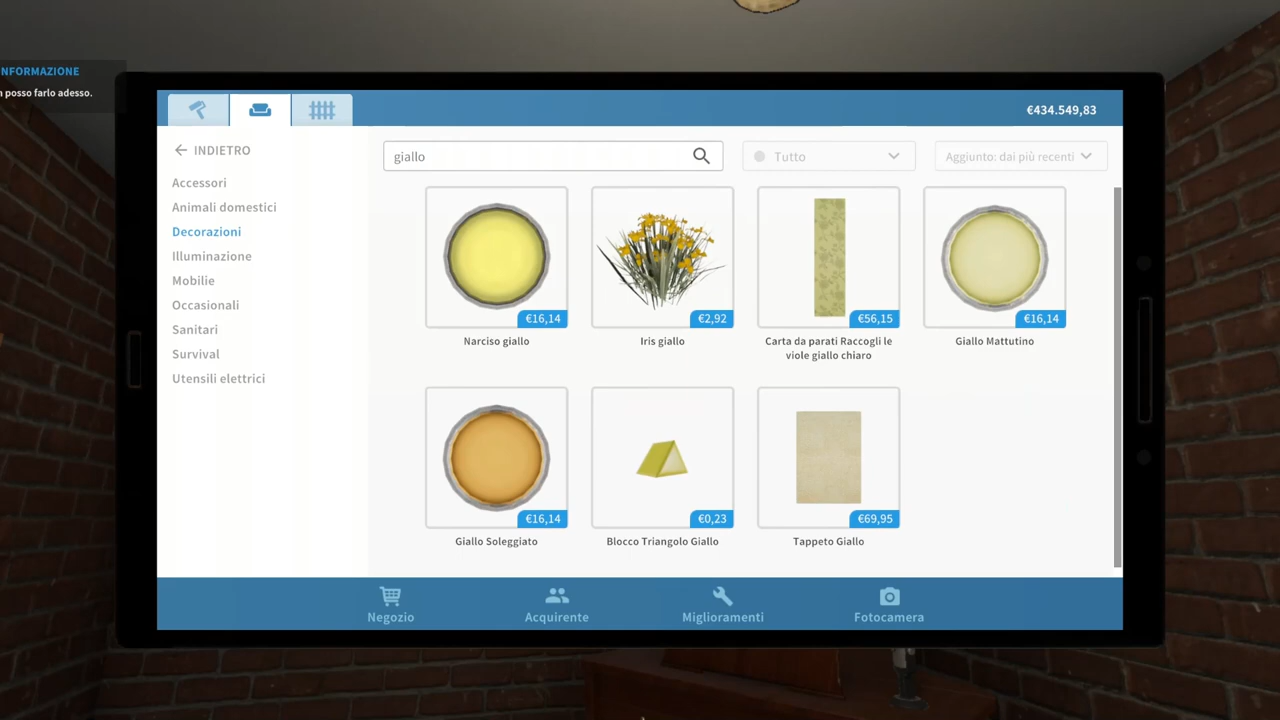 NFORMAZIONE
n posso farlo adesso.
€434.549,83
INDIETRO
giallo
Tutto
Aggiunto: dai più recenti
Accessori
Animali domestici
Decorazioni
Illuminazione
Mobilie
Occasionali
Sanitari
Survival
Utensili elettrici
€16,14
€2,92
€56,15
€16,14
Narciso giallo
Iris giallo
Carta da parati Raccogli le
viole giallo chiaro
Giallo Mattutino
€16,14
€0,23
€69,95
Giallo Soleggiato
Blocco Triangolo Giallo
Tappeto Giallo
Negozio
Acquirente
Miglioramenti
Fotocamera